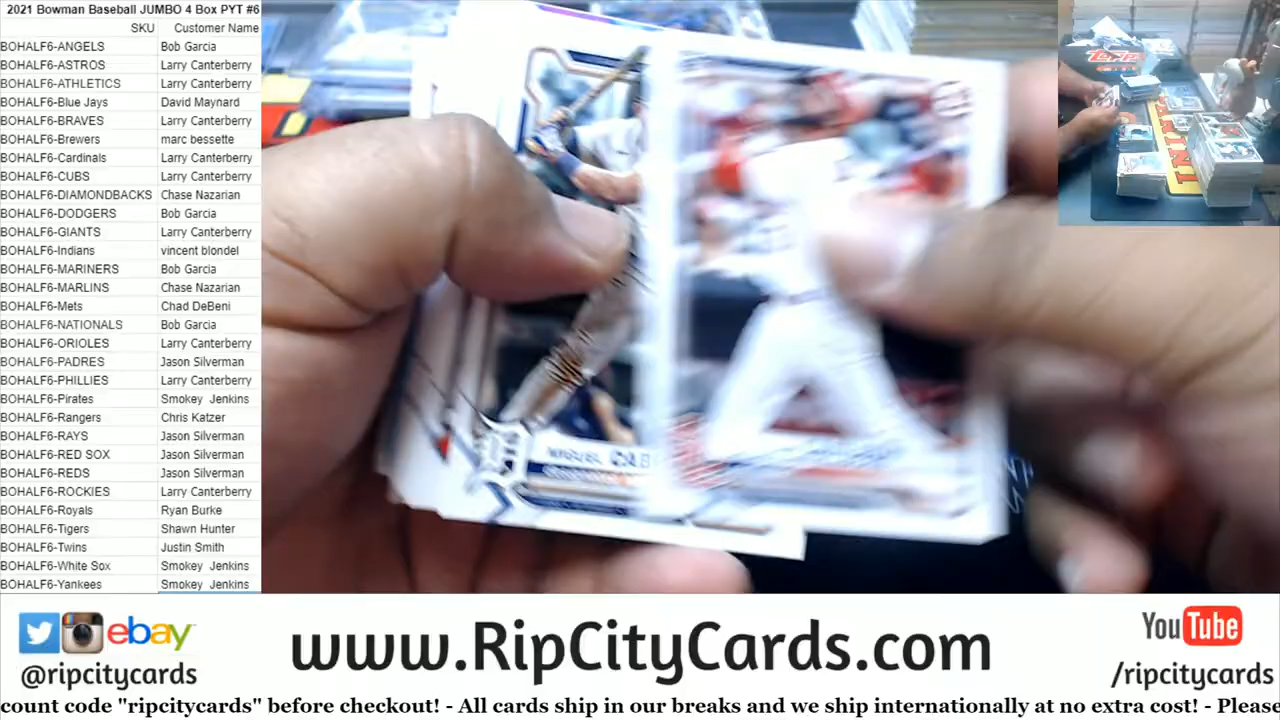 2021 Bowman Baseball JUMBO 4 Box PYT #6
SKU Customer Name
BOHALF6-ANGELS Bob Garcia
BOHALF6-ASTROS Larry Canterberry
BOHALF6-ATHLETICS Larry Canterberry
BOHALF6-Blue Jays David Maynard
BOHALF6-BRAVES Larry Canterberry
BOHALF6-Brewers marc bessette
BOHALF6-Cardinals Larry Canterberry
BOHALF6-CUBS Larry Canterberry
BOHALF6-DIAMONDBACKS Chase Nazarian
BOHALF6-DODGERS Bob Garcia
BOHALF6-GIANTS Larry Canterberry
BOHALF6-Indians vincent blondel
BOHALF6-MARINERS Bob Garcia
BOHALF6-MARLINS Chase Nazarian
BOHALF6-Mets Chad DeBeni
BOHALF6-NATIONALS Bob Garcia
BOHALF6-ORIOLES Larry Canterberry
BOHALF6-PADRES Jason Silverman
BOHALF6-PHILLIES Larry Canterberry
BOHALF6-Pirates Smokey Jenkins
BOHALF6-Rangers Chris Katzer
BOHALF6-RAYS Jason Silverman
BOHALF6-RED SOX Jason Silverman
BOHALF6-REDS Jason Silverman
BOHALF6-ROCKIES Larry Canterberry
BOHALF6-Royals Ryan Burke
BOHALF6-Tigers Shawn Hunter
BOHALF6-Twins Justin Smith
BOHALF6-White Sox Smokey Jenkins
BOHALF6-Yankees Smokey Jenkins
MIGUEL CAB
Topps
ebay
@ripcitycards
www.RipCityCards.com
YouTube
/ripcitycards
count code "ripcitycards" before checkout! - All cards ship in our breaks and we ship internationally at no extra cost! - Please